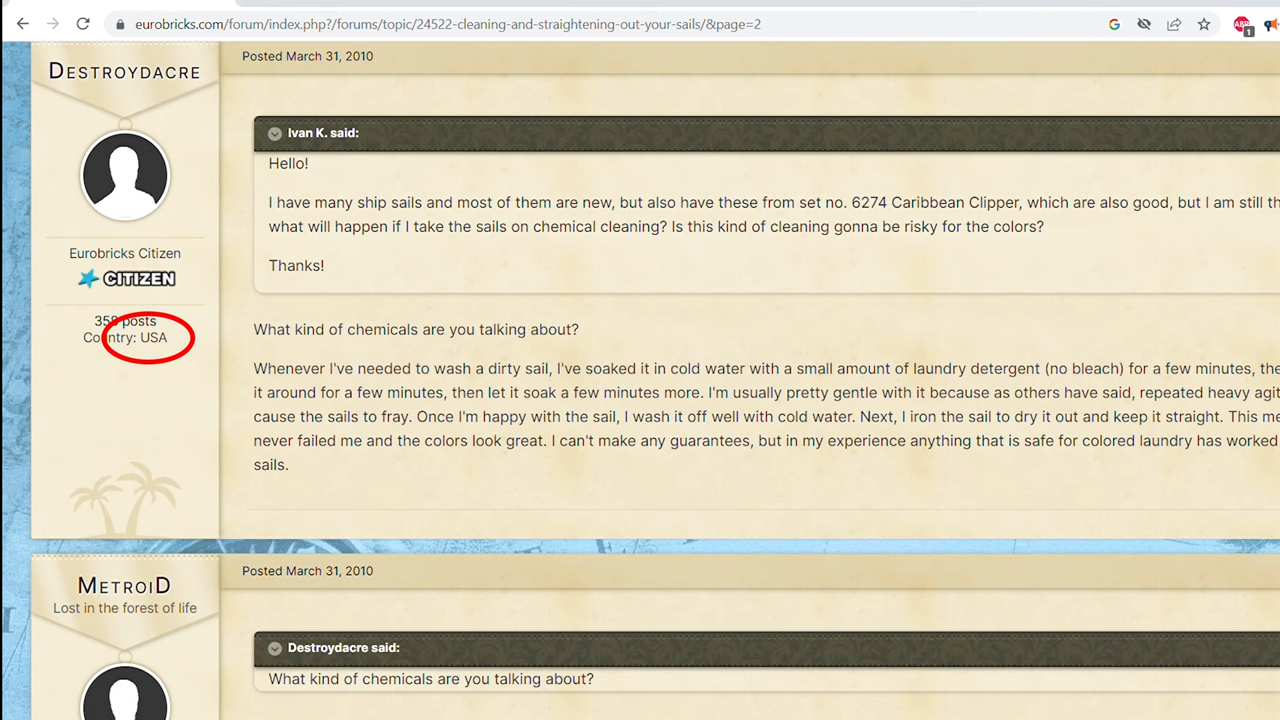 eurobricks.com/forum/index.php?/forums/topic/24522-cleaning-and-straightening-out-your-sails/&page=2
ABP
1
Destroydacre
Posted March 31, 2010
Ivan K. said:
Hello!
I have many ship sails and most of them are new, but also have these from set no. 6274 Caribbean Clipper, which are also good, but I am still
what will happen if I take the sails on chemical cleaning? Is this kind of cleaning gonna be risky for the colors?
Thanks!
Eurobricks Citizen
CITIZEN
358 posts
Country: USA
What kind of chemicals are you talking about?
Whenever I've needed to wash a dirty sail, I've soaked it in cold water with a small amount of laundry detergent (no bleach) for a few minutes,
it around for a few minutes, then let it soak a few minutes more. I'm usually pretty gentle with it because as others have said, repeated heavy
cause the sails to fray. Once I'm happy with the sail, I wash it off well with cold water. Next, I iron the sail to dry it out and keep it straight. This
never failed me and the colors look great. I can't make any guarantees, but in my experience anything that is safe for colored laundry has worked
sails.
MetroiD
Lost in the forest of life
Posted March 31, 2010
Destroydacre said:
What kind of chemicals are you talking about?